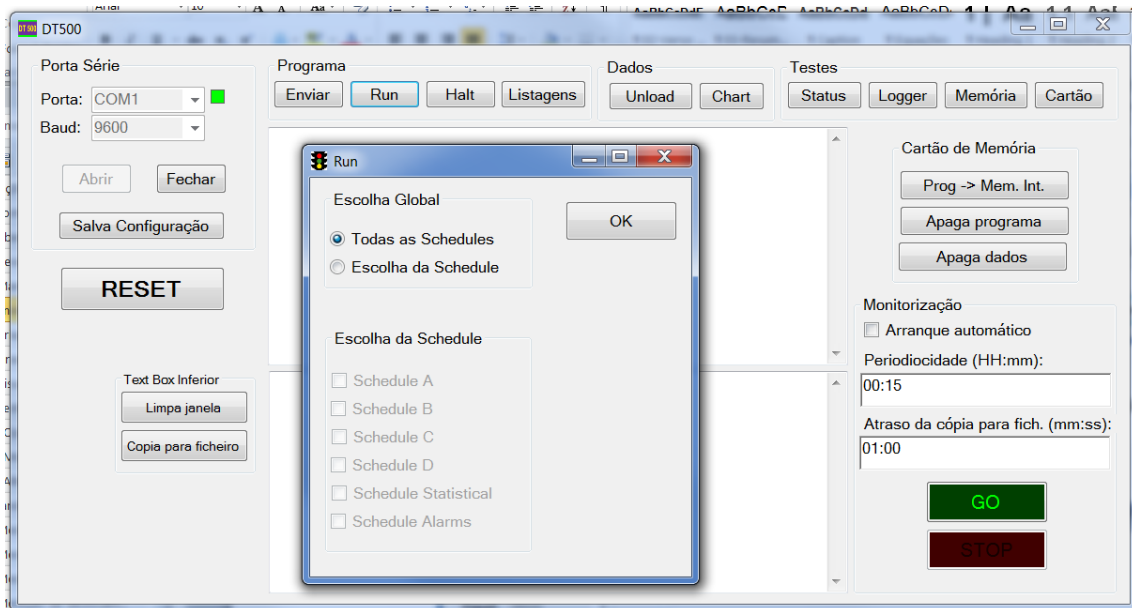 DT500
DT500
Porta Série
Porta: COM1
Baud: 9600
Abrir
Fechar
Salva Configuração
RESET
Text Box Inferior
Limpa janela
Copia para ficheiro
Programa
Enviar
Run
Halt
Listagens
Dados
Unload
Chart
Testes
Status
Logger
Memória
Cartão
Run
Escolha Global
Todas as Schedules
Escolha da Schedule
OK
Escolha da Schedule
Schedule A
Schedule B
Schedule C
Schedule D
Schedule Statistical
Schedule Alarms
Cartão de Memória
Prog -> Mem. Int.
Apaga programa
Apaga dados
Monitorização
Arranque automático
Periodiocidade (HH:mm):
00:15
Atraso da cópia para fich. (mm:ss):
01:00
GO
STOP